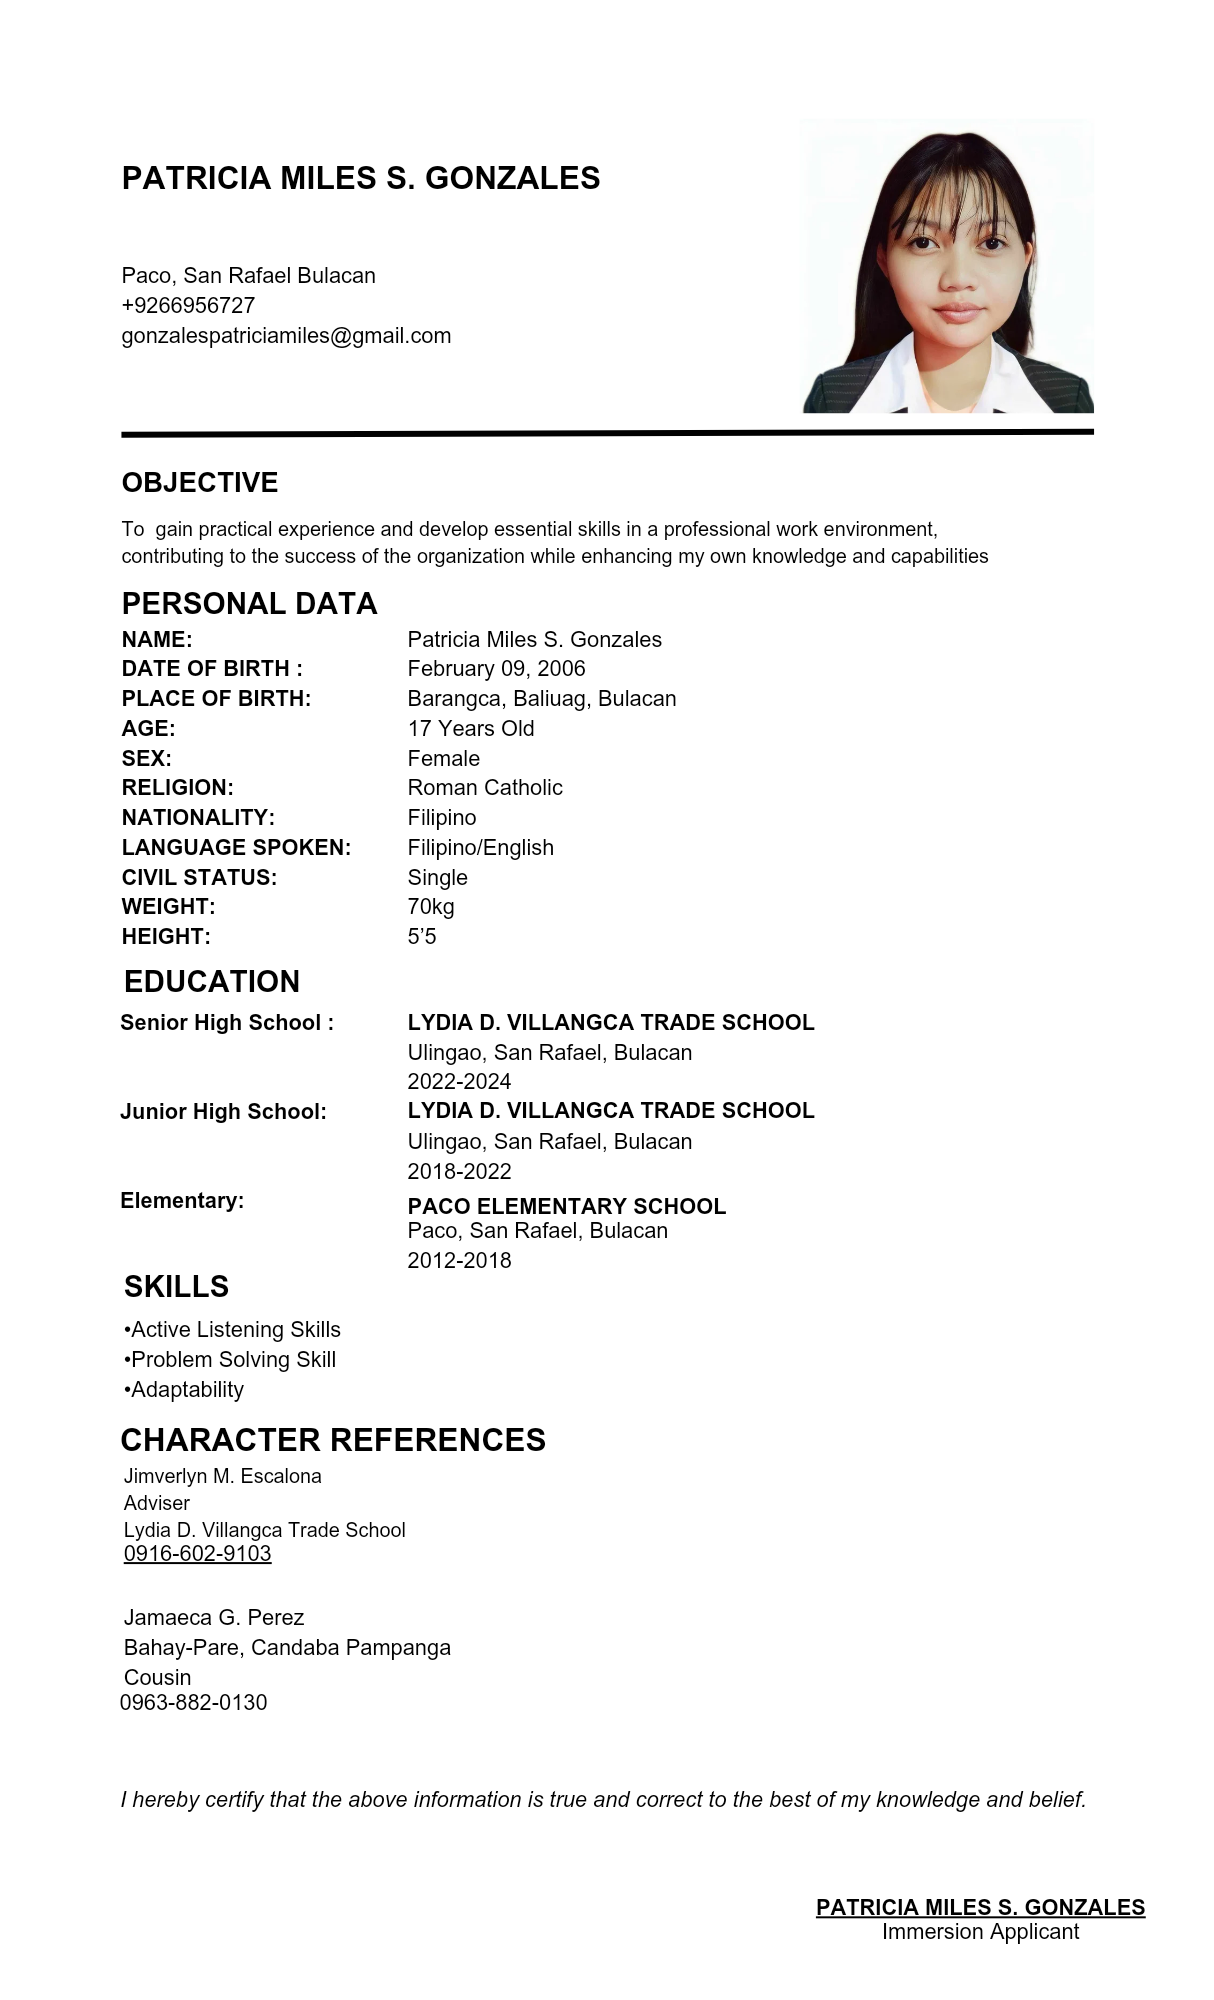 PATRICIA MILES S. GONZALES
Paco, San Rafael Bulacan
+9266956727
gonzalespatriciamiles@gmail.com
OBJECTIVE
To  gain practical experience and develop essential skills in a professional work environment,
contributing to the success of the organization while enhancing my own knowledge and capabilities
PERSONAL DATA
NAME: Patricia Miles S. Gonzales
DATE OF BIRTH : February 09, 2006
PLACE OF BIRTH: Barangca, Baliuag, Bulacan
AGE: 17 Years Old
SEX: Female
RELIGION: Roman Catholic
NATIONALITY: Filipino
LANGUAGE SPOKEN: Filipino/English
CIVIL STATUS: Single
WEIGHT: 70kg
HEIGHT: 5’5
EDUCATION
Senior High School : LYDIA D. VILLANGCA TRADE SCHOOL
Ulingao, San Rafael, Bulacan
2022-2024
Junior High School: LYDIA D. VILLANGCA TRADE SCHOOL
Ulingao, San Rafael, Bulacan
2018-2022
Elementary: PACO ELEMENTARY SCHOOL
Paco, San Rafael, Bulacan
2012-2018
SKILLS
•Active Listening Skills
•Problem Solving Skill
•Adaptability
CHARACTER REFERENCES
Jimverlyn M. Escalona
Adviser
Lydia D. Villangca Trade School
0916-602-9103
Jamaeca G. Perez
Bahay-Pare, Candaba Pampanga
Cousin
0963-882-0130
I hereby certify that the above information is true and correct to the best of my knowledge and belief.
PATRICIA MILES S. GONZALES
Immersion Applicant